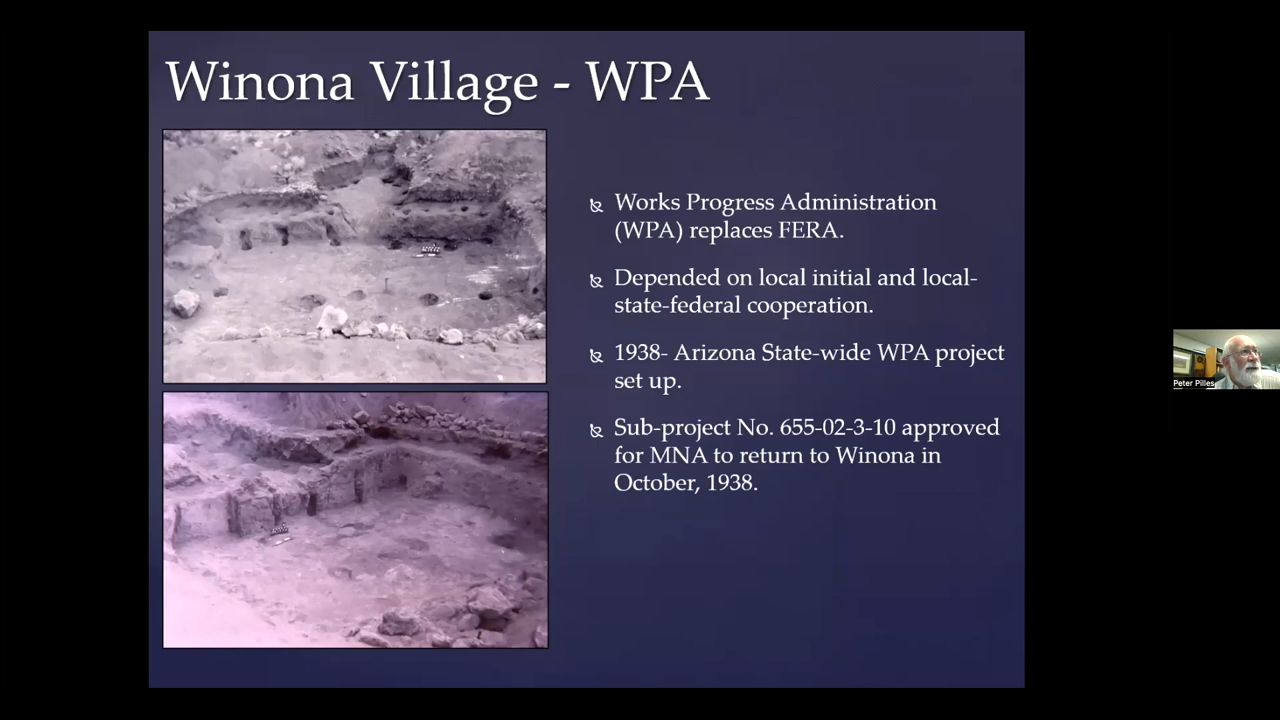 Winona Village - WPA
Works Progress Administration
(WPA) replaces FERA.
Depended on local initial and local-
state-federal cooperation.
1938- Arizona State-wide WPA project
set up.
Sub-project No. 655-02-3-10 approved
for MNA to return to Winona in
October, 1938.
Peter Pilles